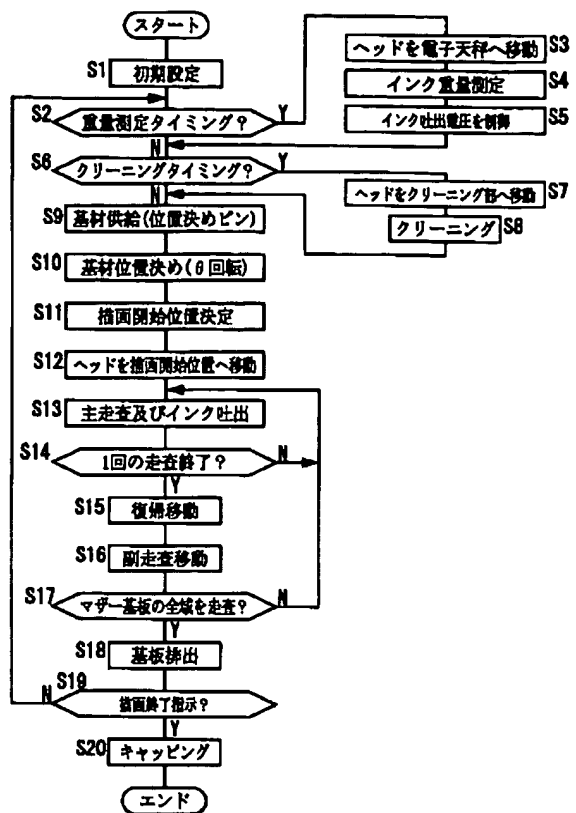 スタート
S1 初期設定
S2 重量測定タイミング?
Y
N
S3 ヘッドを電子天秤へ移動
S4 インク重量測定
S5 インク吐出電圧を制御
S6 クリーニングタイミング?
Y
N
S7 ヘッドをクリーニング部へ移動
S8 クリーニング
S9 基材供給(位置決めピン)
S10 基材位置決め(θ回転)
S11 描画開始位置決定
S12 ヘッドを描画開始位置へ移動
S13 主走査及びインク吐出
S14 1回の走査終了?
N
Y
S15 復帰移動
S16 副走査移動
S17 マザー基板の全域を走査?
N
Y
S18 基板排出
S19 描画終了指示?
N
Y
S20 キャッピング
エンド